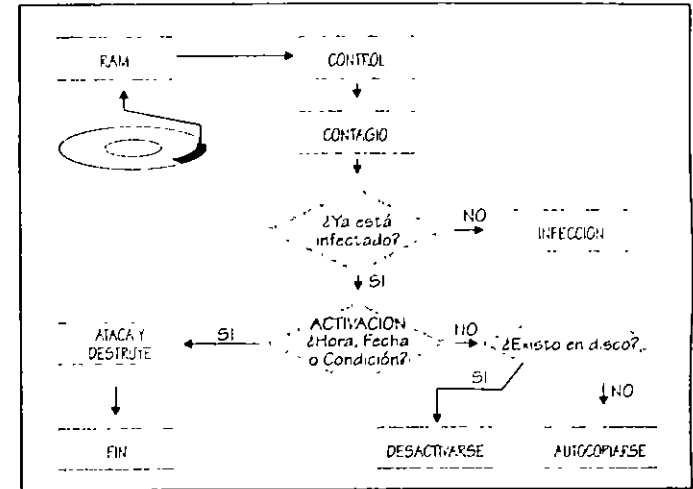 RAM
CONTROL
CONTAGIO
¿Ya está
infectado?
NO
INFECCION
SI
ACTIVACION
¿Hora, Fecha
o Condición?
SI
ATACA Y
DESTRUYE
NO
¿Existo en disco?
SI
NO
FIN
DESACTIVARSE
AUTOCOPIARSE